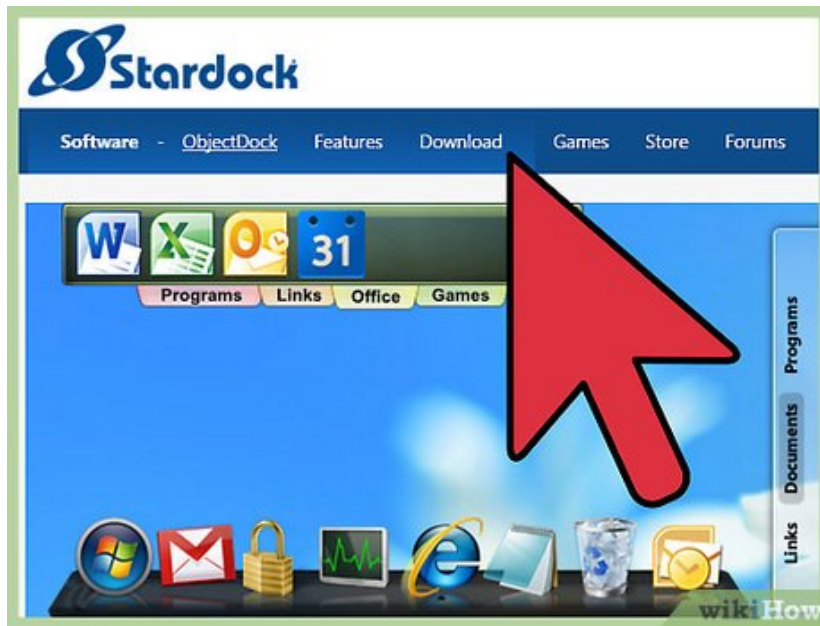 Stardock
Software - ObjectDock Features Download Games Store Forums
W X O 31
Programs Links Office Games
Programs
Documents
Links
wikiHow